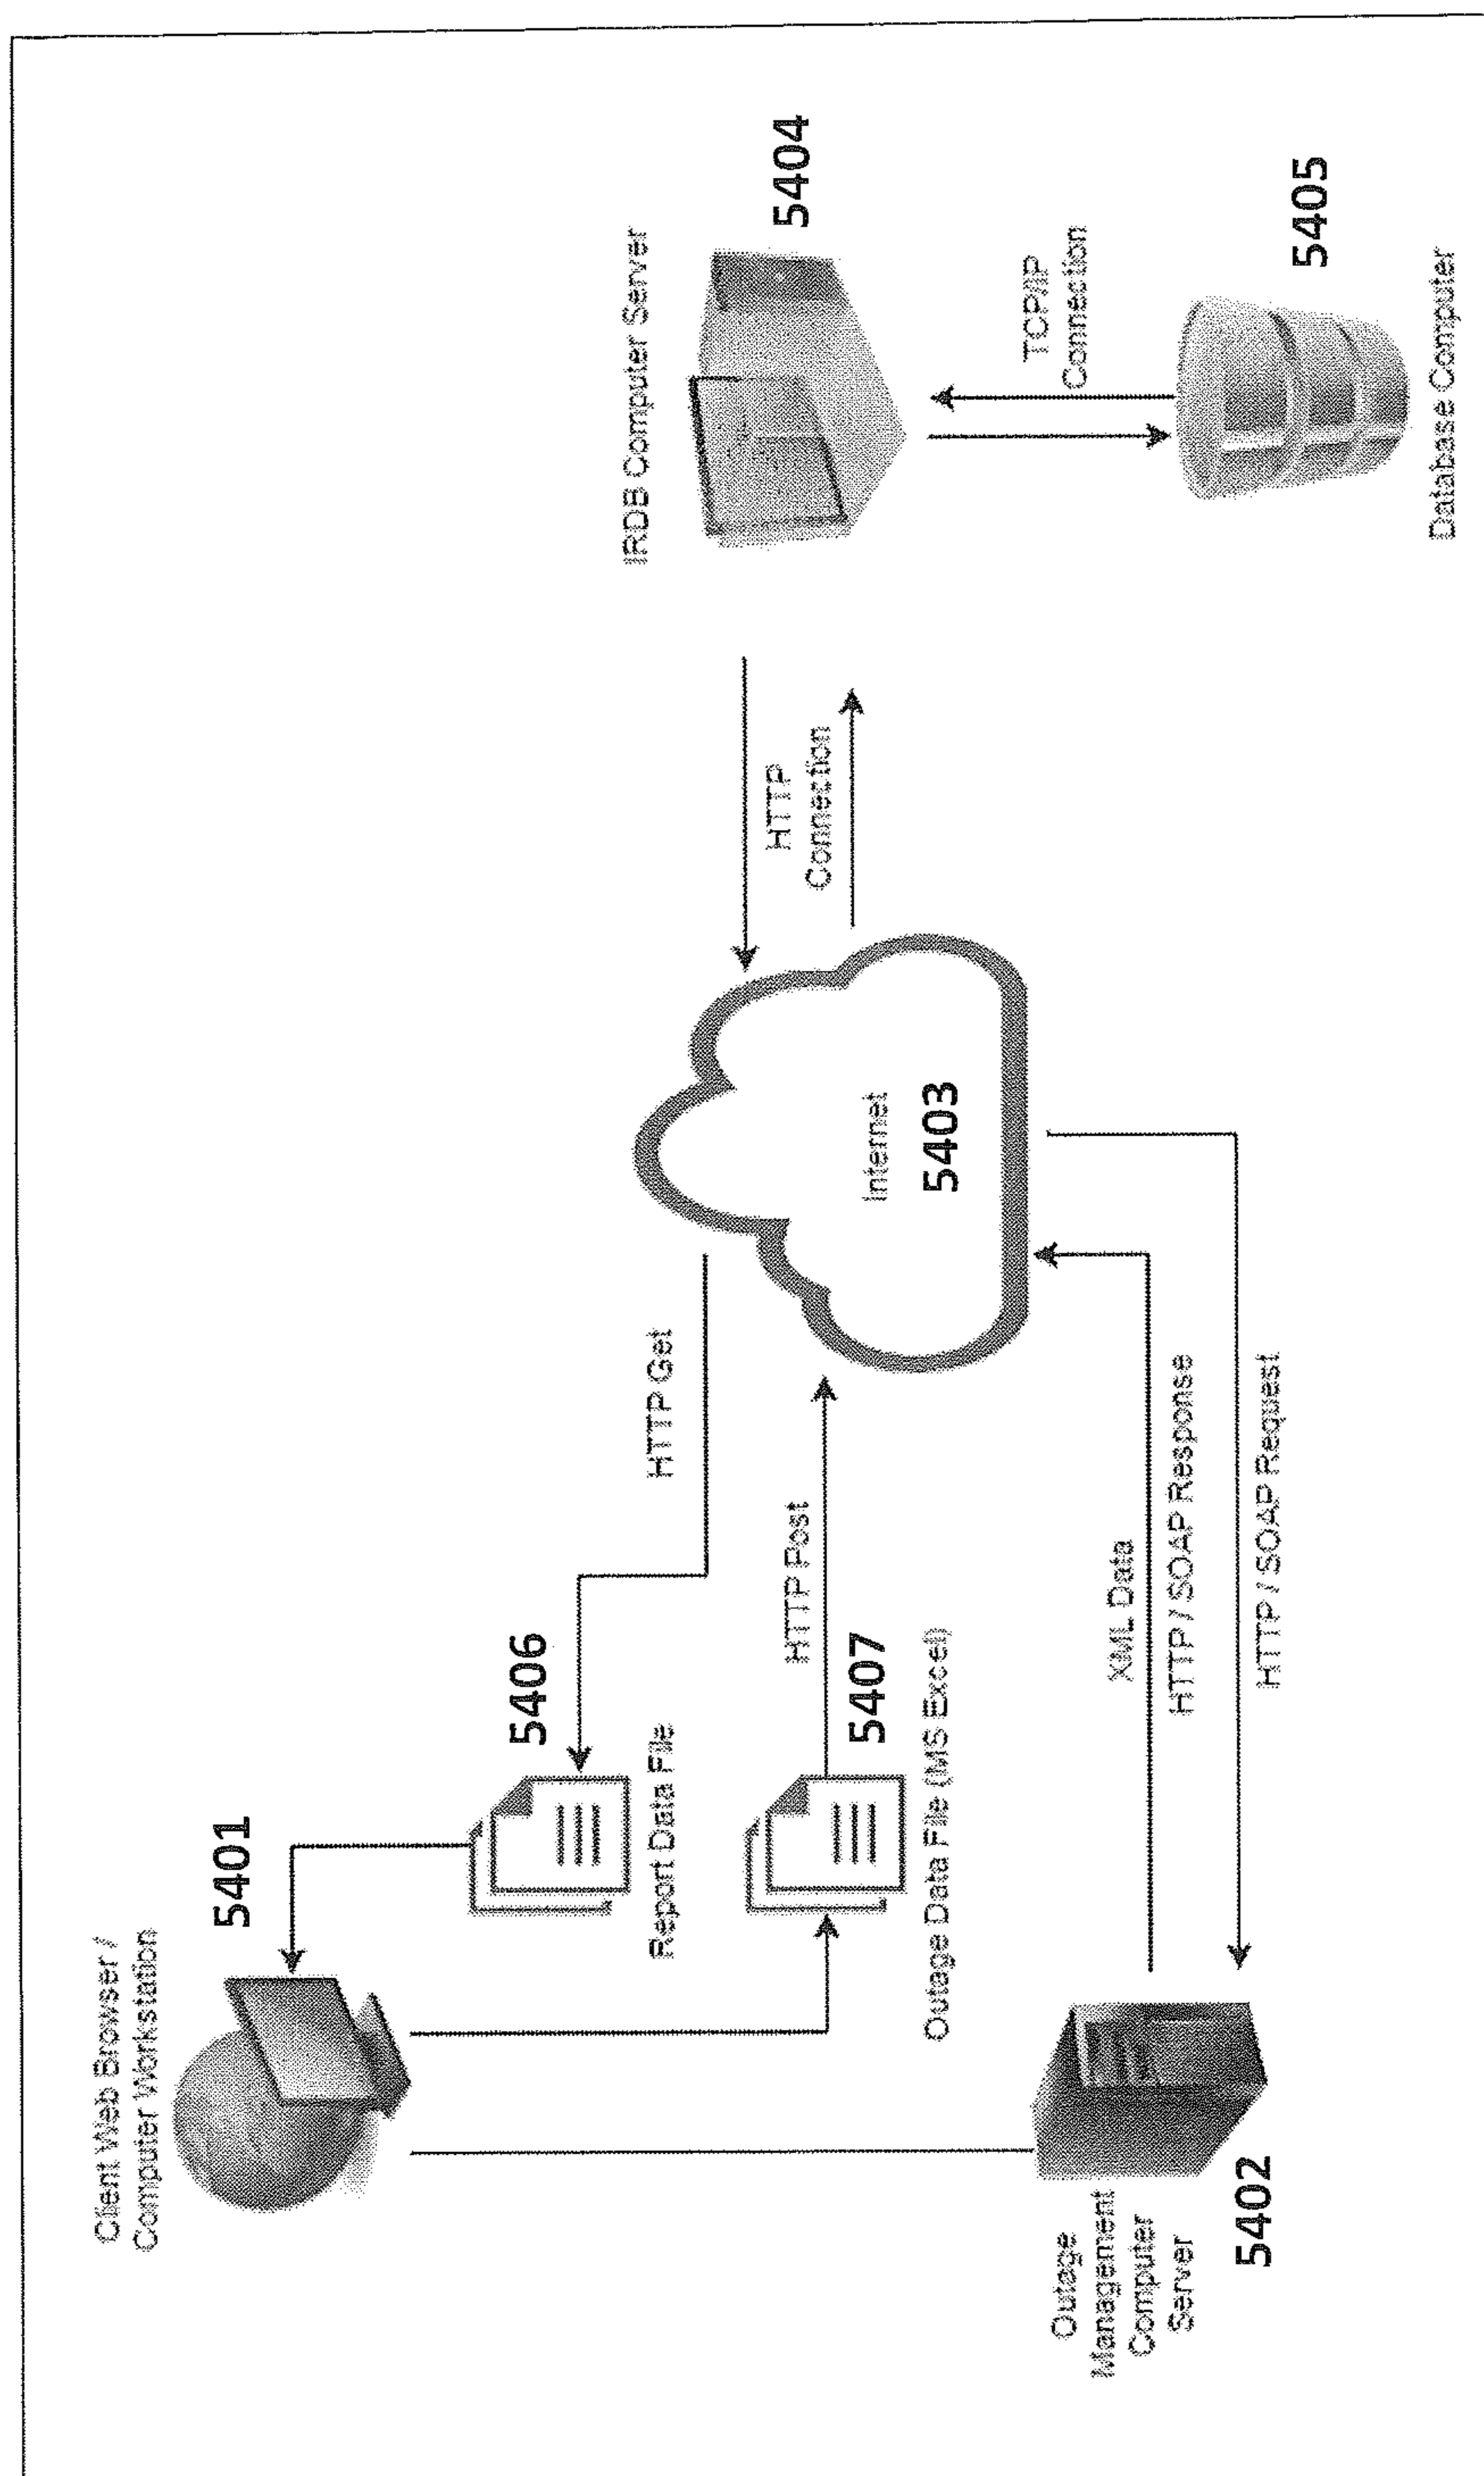 Client Web Browser /
Computer Workstation
5401
5406
Report Data File
HTTP Get
HTTP Post
5407
Outage Data File (MS Excel)
Outage
Management
Computer
Server
5402
XML Data
HTTP / SOAP Response
HTTP / SOAP Request
Internet
5403
HTTP
Connection
IRDB Computer Server
5404
TCP/IP
Connection
5405
Database Computer